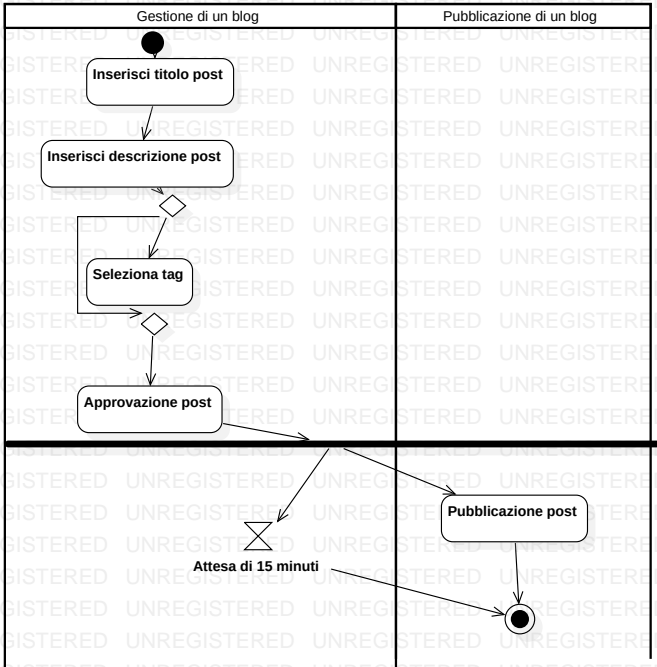 Gestione di un blog
Pubblicazione di un blog
Inserisci titolo post
Inserisci descrizione post
Seleziona tag
Approvazione post
Pubblicazione post
Attesa di 15 minuti
UNREGISTERED